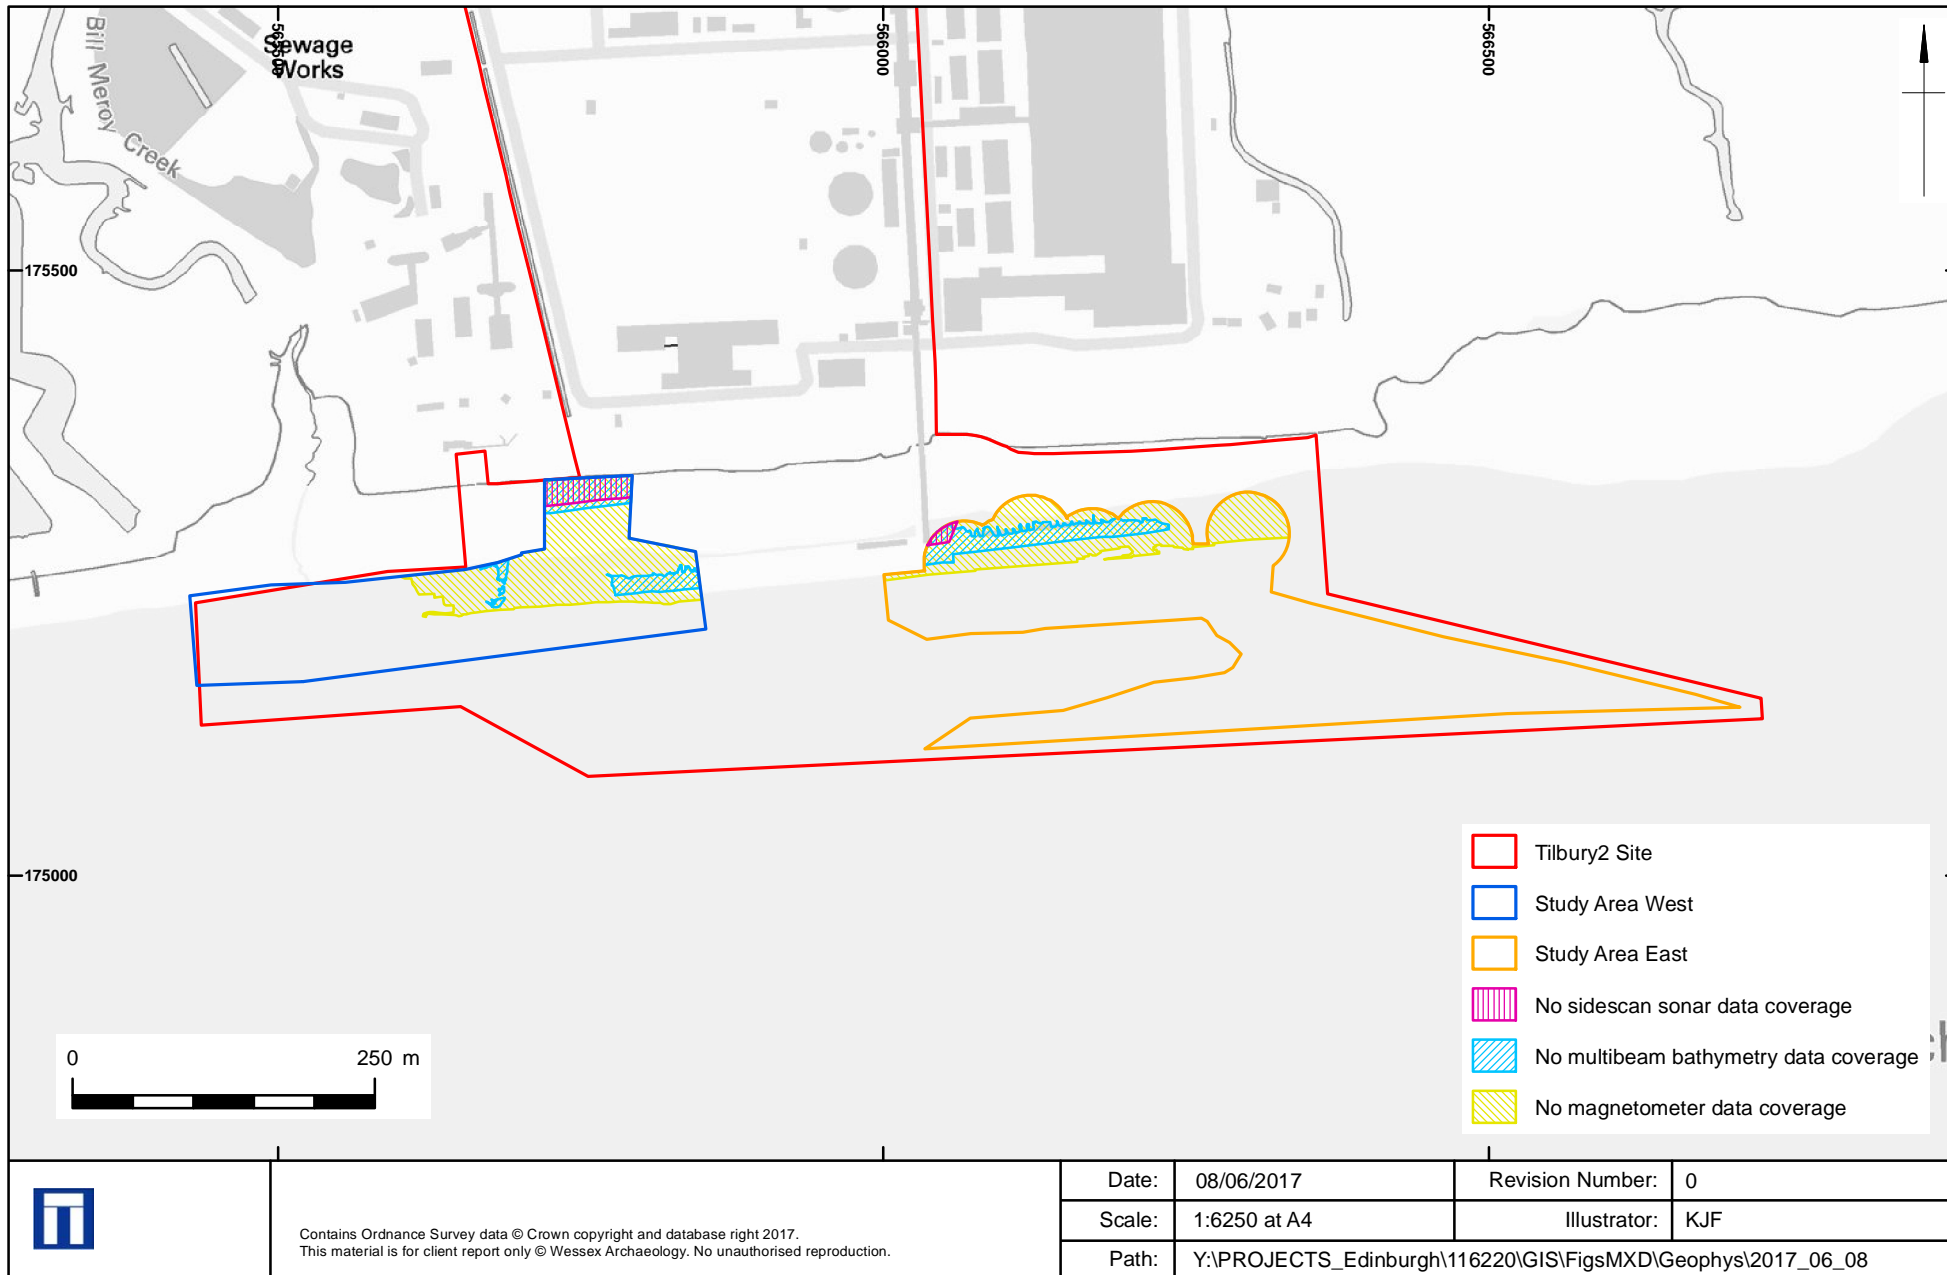 Bill Meroy Creek
Sewage
Works
566000
566500
175500
175000
Tilbury2 Site
Study Area West
Study Area East
No sidescan sonar data coverage
No multibeam bathymetry data coverage
No magnetometer data coverage
0 250 m
Contains Ordnance Survey data © Crown copyright and database right 2017.
This material is for client report only © Wessex Archaeology. No unauthorised reproduction.
Date: 08/06/2017 Revision Number: 0
Scale: 1:6250 at A4 Illustrator: KJF
Path: Y:\PROJECTS_Edinburgh\116220\GIS\FigsMXD\Geophys\2017_06_08